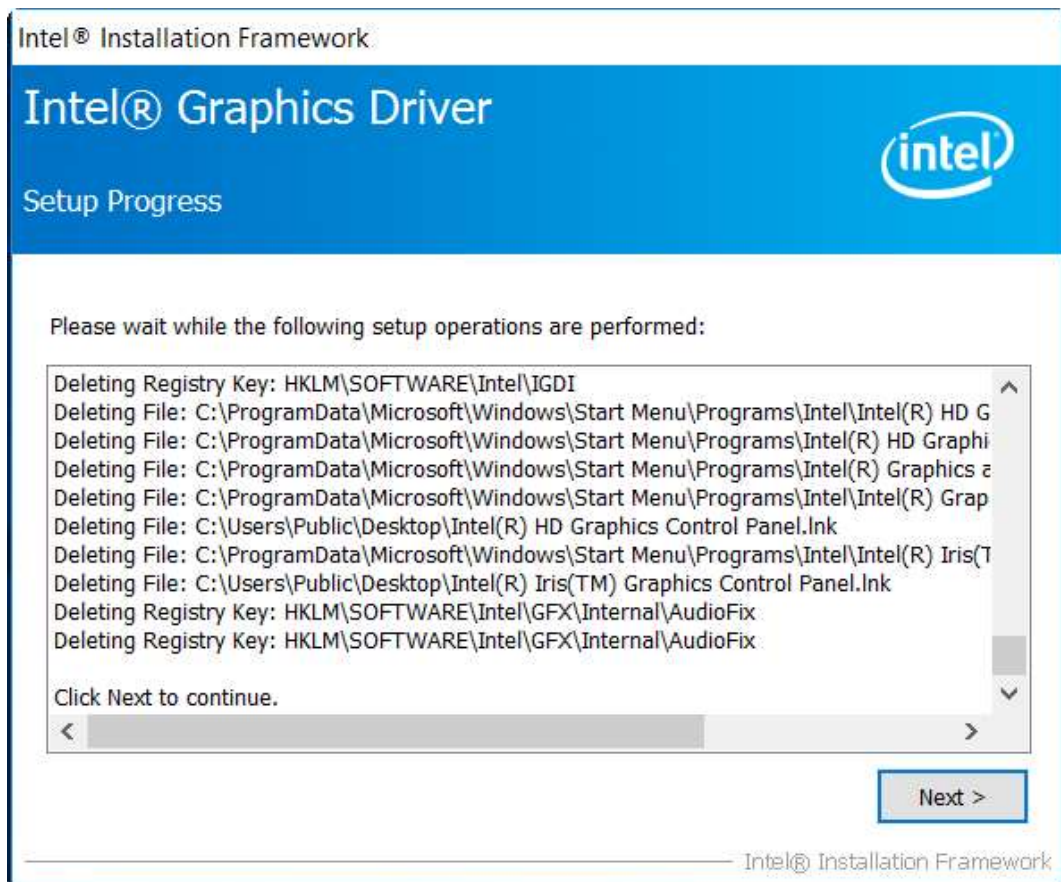 Intel® Installation Framework
Intel® Graphics Driver
intel
Setup Progress
Please wait while the following setup operations are performed:
Deleting Registry Key: HKLM\SOFTWARE\Intel\IGDI
Deleting File: C:\ProgramData\Microsoft\Windows\Start Menu\Programs\Intel\Intel(R) HD G
Deleting File: C:\ProgramData\Microsoft\Windows\Start Menu\Programs\Intel(R) HD Graphi
Deleting File: C:\ProgramData\Microsoft\Windows\Start Menu\Programs\Intel(R) Graphics a
Deleting File: C:\ProgramData\Microsoft\Windows\Start Menu\Programs\Intel\Intel(R) Grap
Deleting File: C:\Users\Public\Desktop\Intel(R) HD Graphics Control Panel.lnk
Deleting File: C:\ProgramData\Microsoft\Windows\Start Menu\Programs\Intel\Intel(R) Iris(T
Deleting File: C:\Users\Public\Desktop\Intel(R) Iris(TM) Graphics Control Panel.lnk
Deleting Registry Key: HKLM\SOFTWARE\Intel\GFX\Internal\AudioFix
Deleting Registry Key: HKLM\SOFTWARE\Intel\GFX\Internal\AudioFix
Click Next to continue.
Next >
Intel® Installation Framework